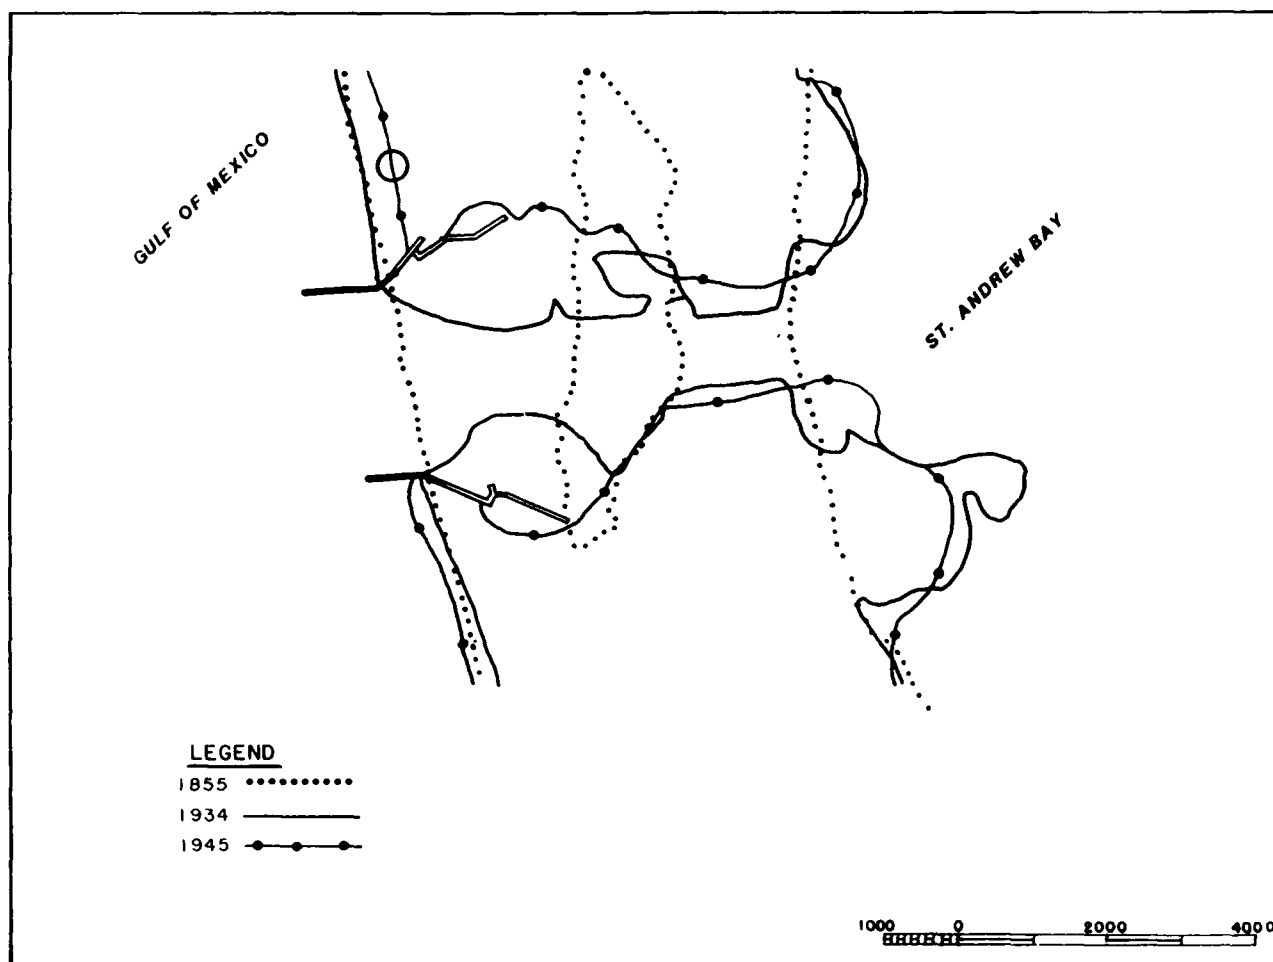 GULF OF MEXICO
ST. ANDREW BAY
LEGEND
1855
1934
1945
1000 0 2000 4000